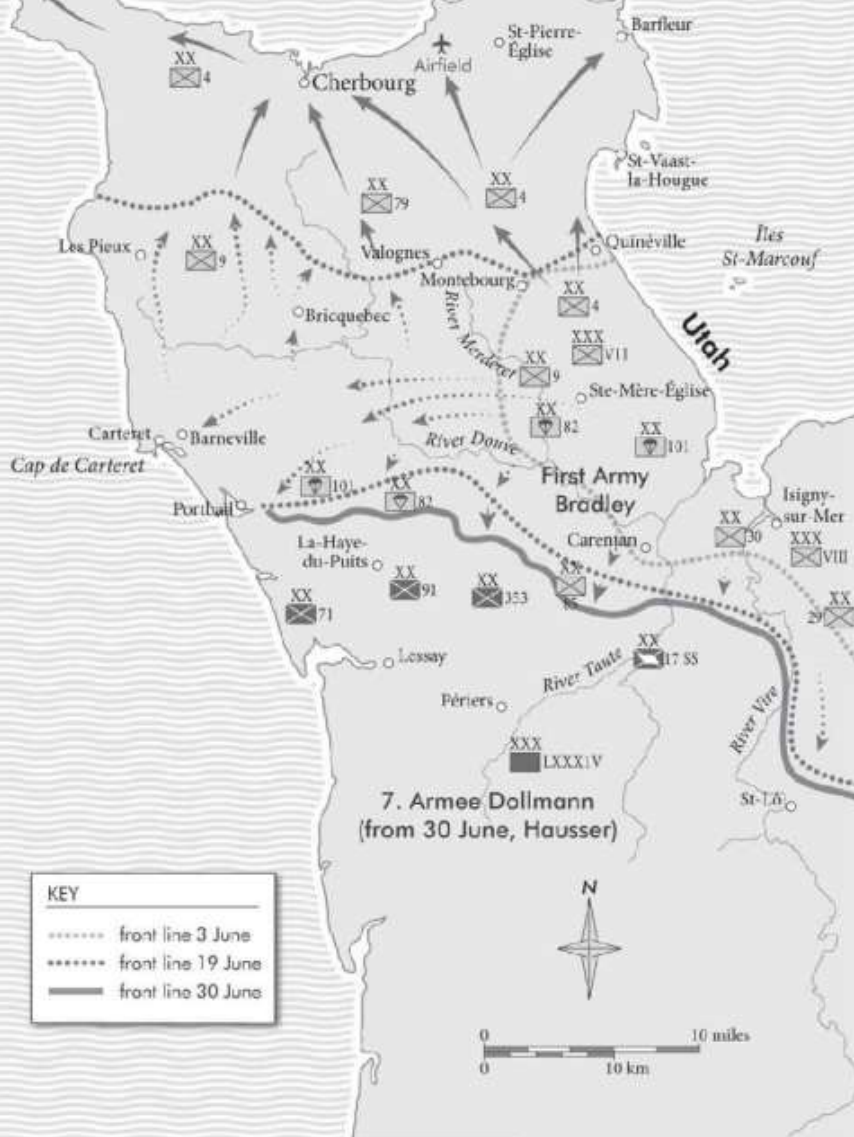 Barfleur
St-Pierre-
Église
Airfield
XX
4
Cherbourg
St-Vaast-
la-Hougue
XX
79
XX
4
Les Pieux
XX
9
Valognes
Quinéville
Îles
St-Marcouf
Montebourg
XX
4
Bricquebec
River Merderet
Utah
XXX
VII
XX
9
Ste-Mère-Église
XX
82
XX
101
Carteret
Barneville
River Douve
Cap de Carteret
XX
101
XX
82
First Army
Bradley
Portbail
Isigny-
sur-Mer
XX
30
XXX
VIII
La-Haye-
du-Puits
Carentan
XX
91
XX
353
XX
85
XX
29
XX
71
Lessay
XX
17 SS
River Taute
Périers
River Vire
XXX
LXXXIV
St-Lô
7. Armee Dollmann
(from 30 June, Hausser)
KEY
front line 3 June
front line 19 June
front line 30 June
N
0
10 miles
0
10 km